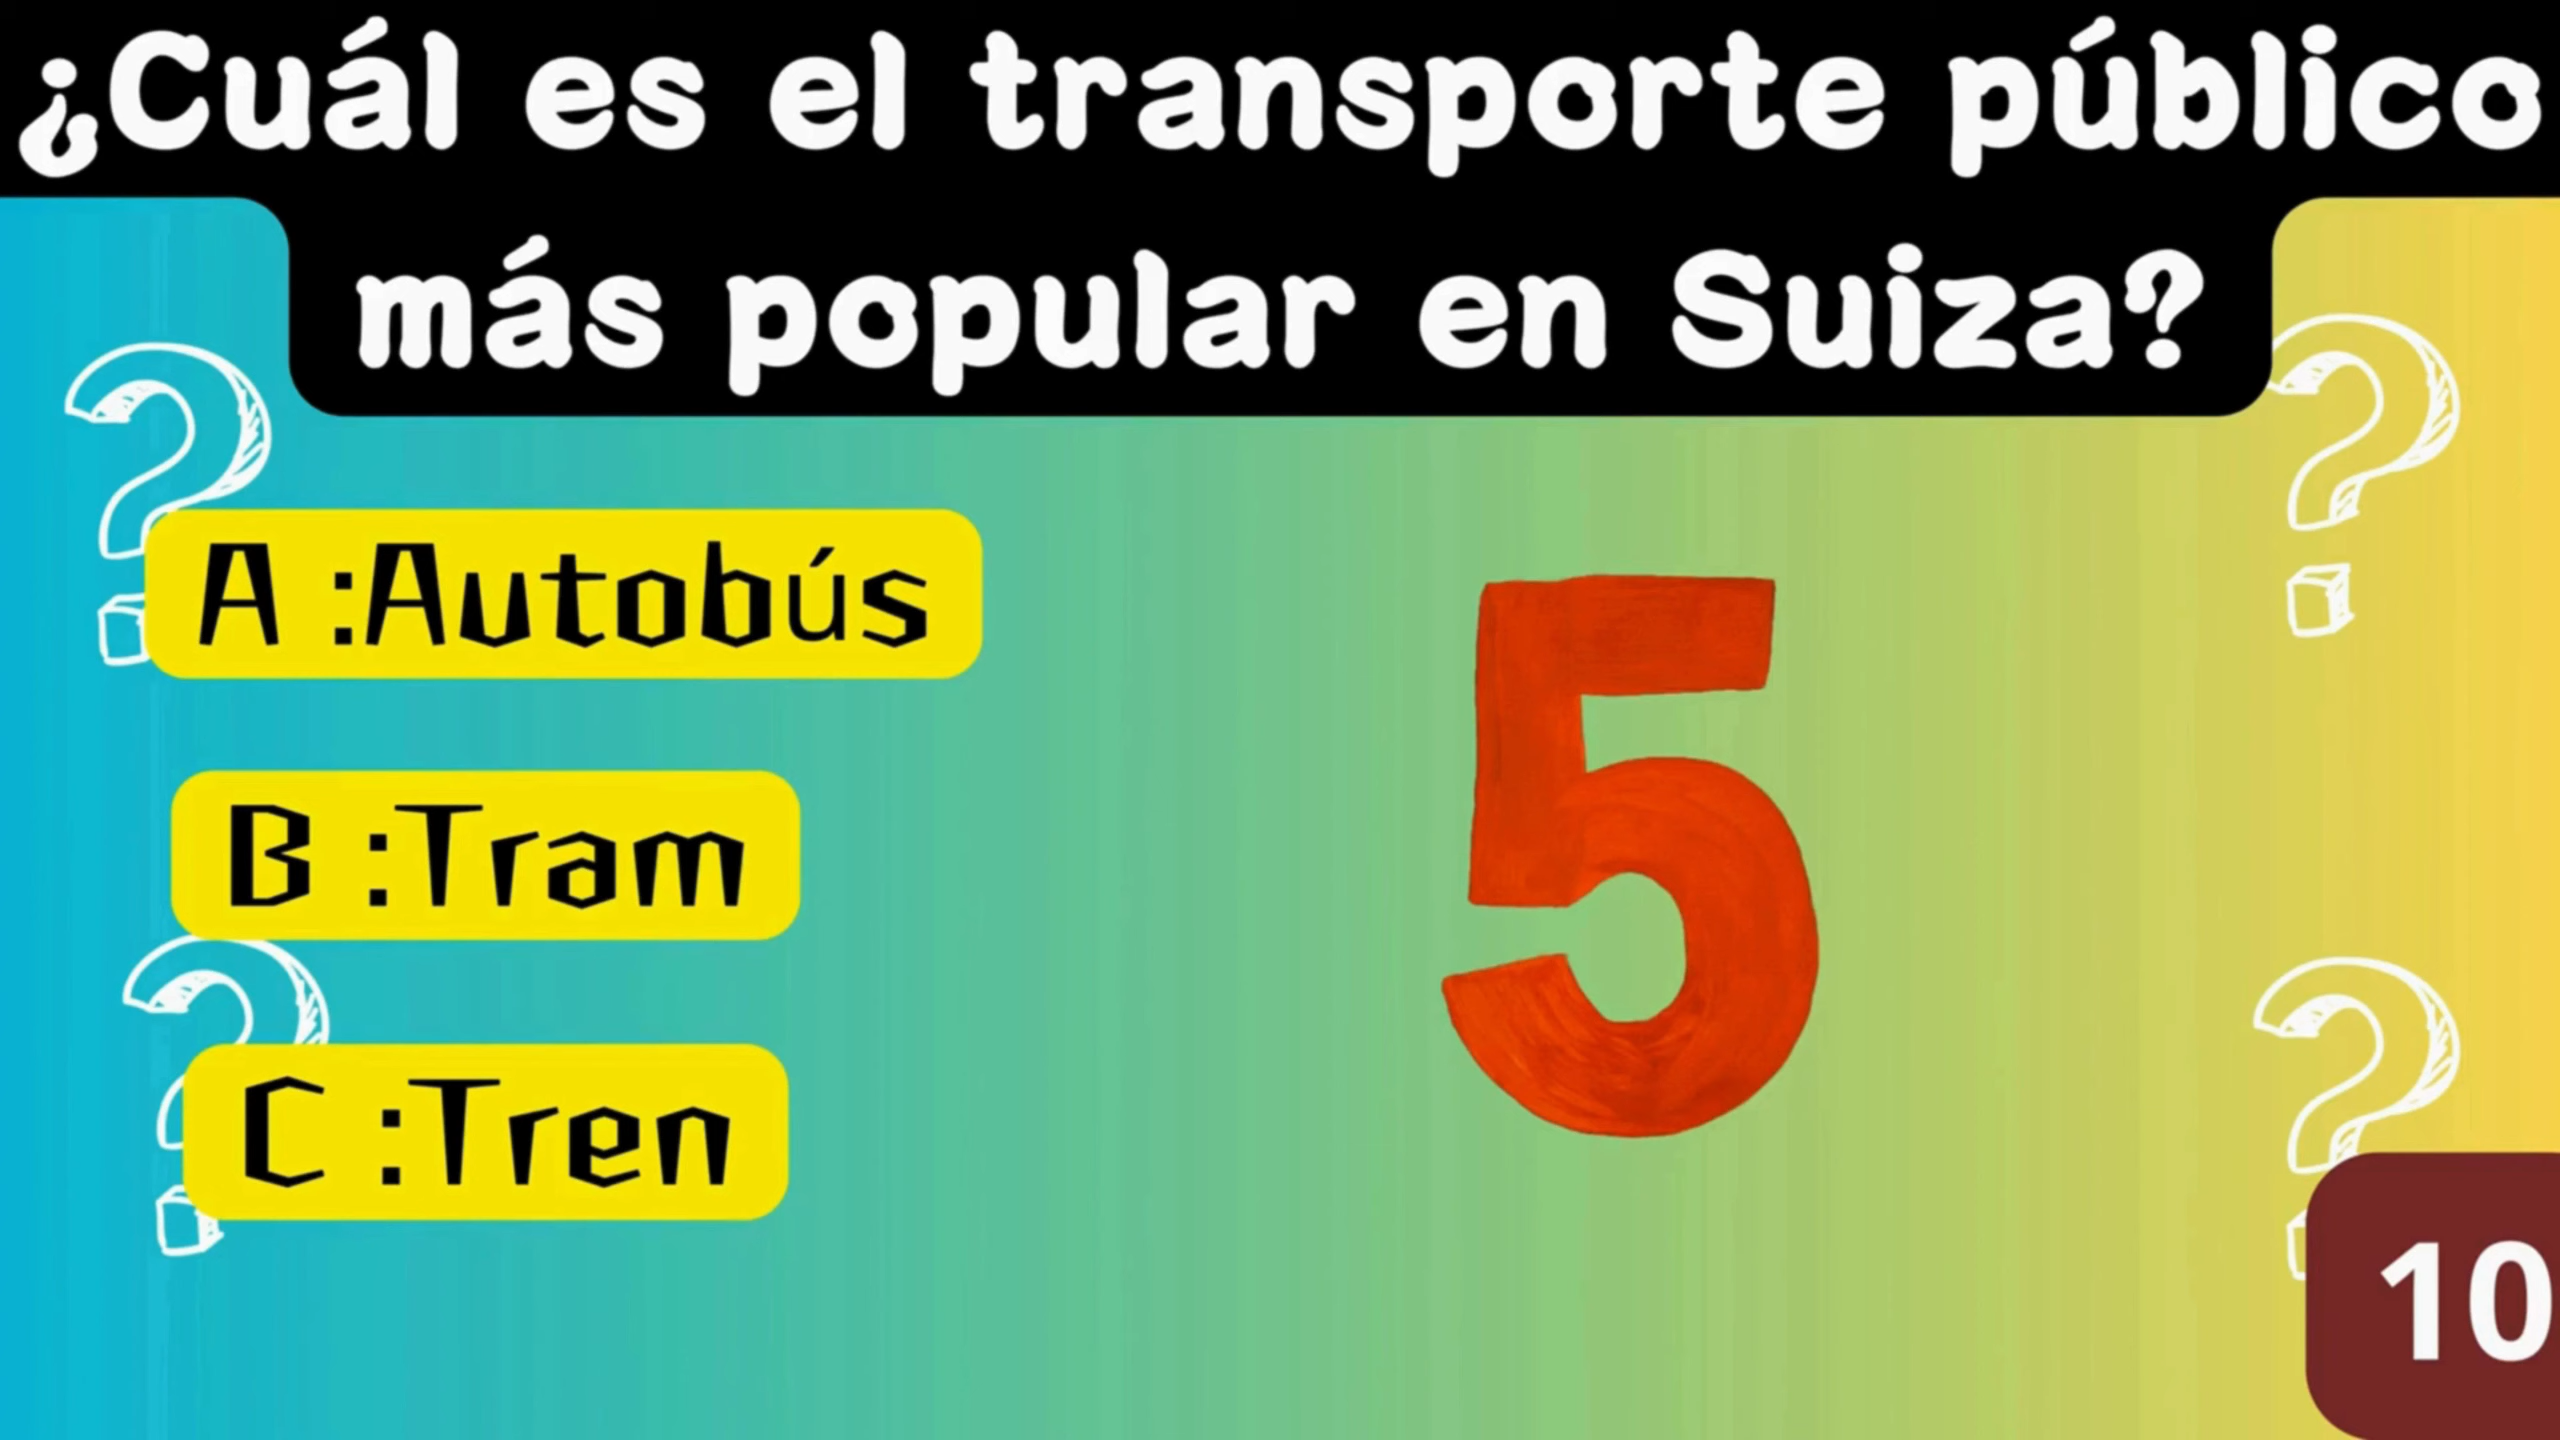 ¿Cuál es el transporte público
más popular en Suiza?
A :Autobús
B :Tram
C :Tren
5
10